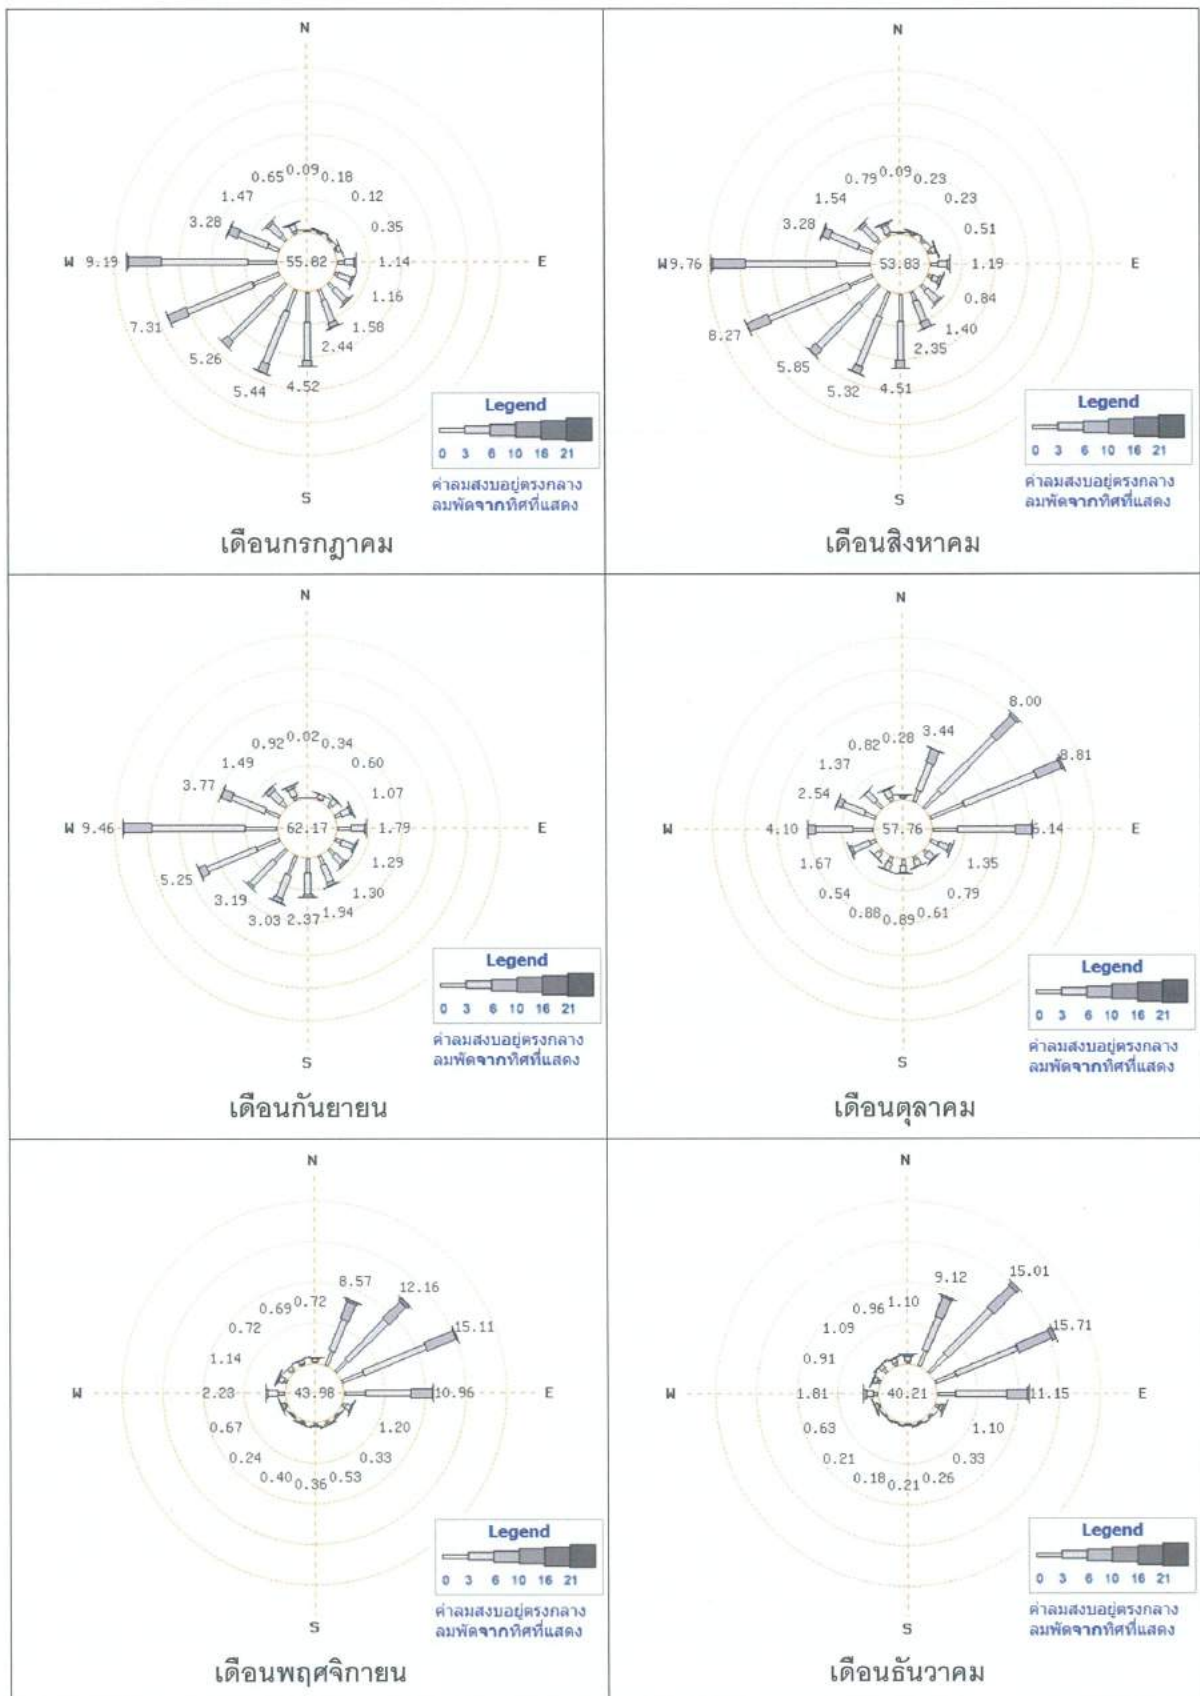 N
0.65 0.09 0.18
1.47 0.12
3.28 0.35
W 9.19 55.82 1.14 E
7.31 1.16
5.26 1.58
5.44 4.52 2.44
Legend
0 3 6 10 16 21
ค่าลมสงบอยู่ตรงกลาง
ลมพัดจากทิศที่แสดง
S
เดือนกรกฎาคม
N
0.79 0.09 0.23
1.54 0.23
3.28 0.51
W 9.76 53.83 1.19 E
8.27 0.84
5.85 1.40
5.32 4.51 2.35
Legend
0 3 6 10 16 21
ค่าลมสงบอยู่ตรงกลาง
ลมพัดจากทิศที่แสดง
S
เดือนสิงหาคม
N
0.92 0.02 0.34
1.49 0.60
3.77 1.07
W 9.46 62.17 1.79 E
5.25 1.29
3.19 1.30
3.03 2.37 1.94
Legend
0 3 6 10 16 21
ค่าลมสงบอยู่ตรงกลาง
ลมพัดจากทิศที่แสดง
S
เดือนกันยายน
N
8.00
0.82 0.28 3.44
1.37 8.81
2.54
W 4.10 57.76 6.14 E
1.67 1.35
0.54 0.79
0.88 0.89 0.61
Legend
0 3 6 10 16 21
ค่าลมสงบอยู่ตรงกลาง
ลมพัดจากทิศที่แสดง
S
เดือนตุลาคม
N
8.57 12.16
0.69 0.72
0.72 15.11
1.14
W 2.23 43.98 10.96 E
0.67 1.20
0.24 0.33
0.40 0.36 0.53
Legend
0 3 6 10 16 21
ค่าลมสงบอยู่ตรงกลาง
ลมพัดจากทิศที่แสดง
S
เดือนพฤศจิกายน
N
9.12 15.01
0.96 1.10
1.09 15.71
0.91
W 1.81 40.21 11.15 E
0.63 1.10
0.21 0.33
0.18 0.21 0.26
Legend
0 3 6 10 16 21
ค่าลมสงบอยู่ตรงกลาง
ลมพัดจากทิศที่แสดง
S
เดือนธันวาคม